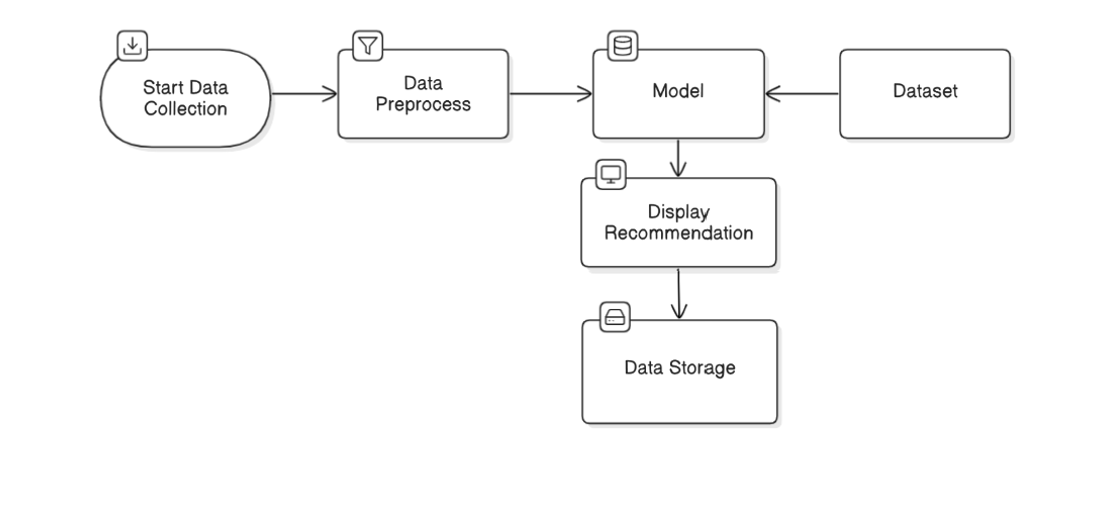 Start Data
Collection
Data
Preprocess
Model
Dataset
Display
Recommendation
Data Storage